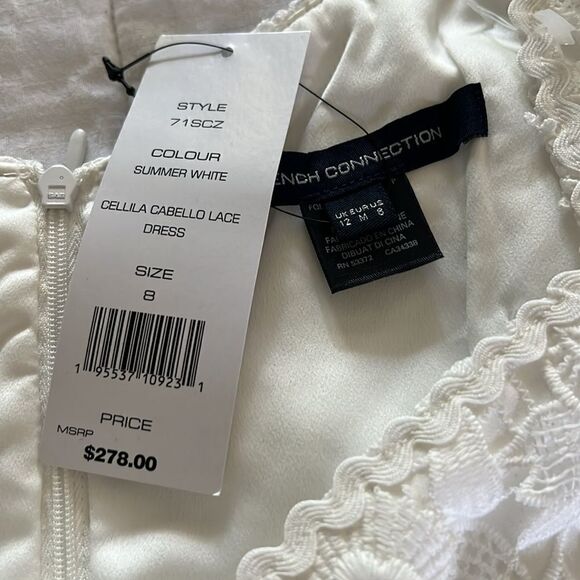 STYLE
71SCZ
COLOUR
SUMMER WHITE
CELLILA CABELLO LACE
DRESS
SIZE
8
1 95537 10923 1
PRICE
MSRP
$278.00
ENCH CONNECTION
UK EUR US
12 M 8
FABRICADO EN CHINA
DIBUAT DI CINA
RN 53372 CA34338